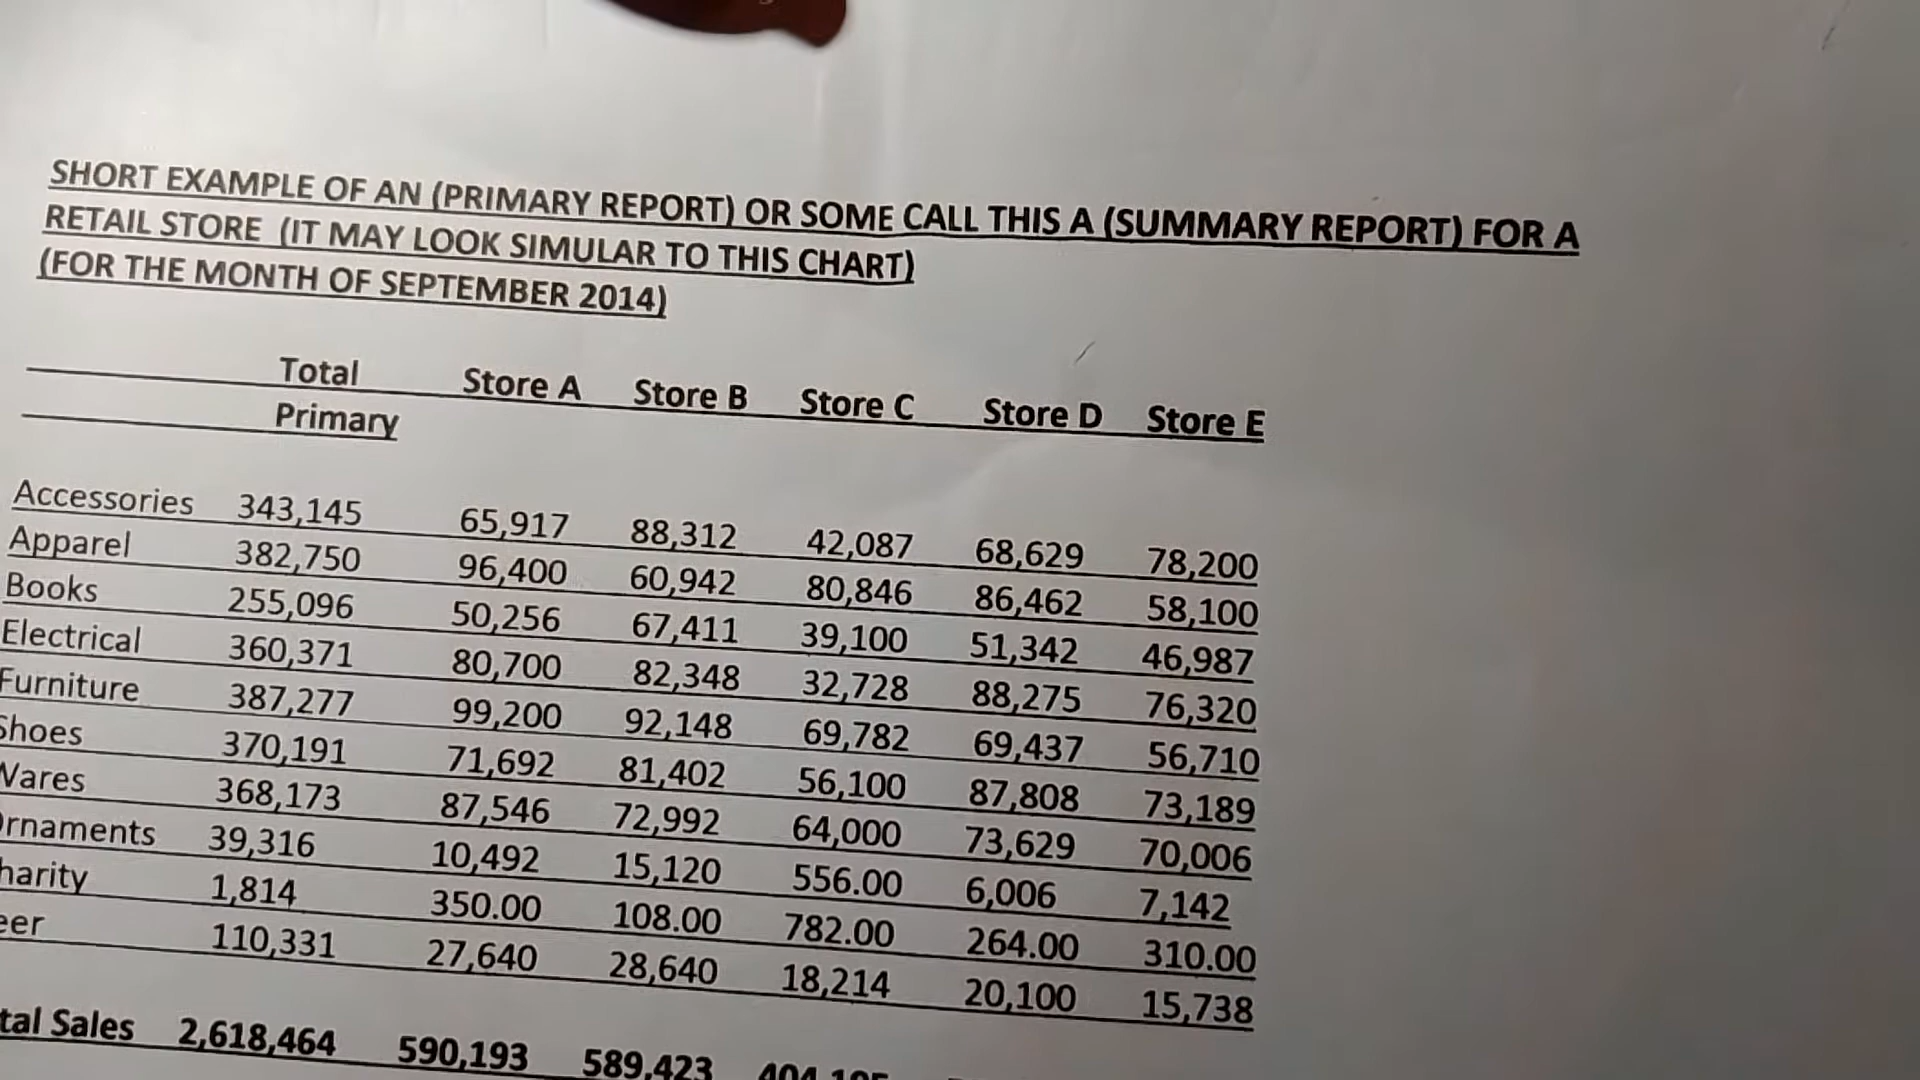 SHORT EXAMPLE OF AN (PRIMARY REPORT) OR SOME CALL THIS A (SUMMARY REPORT) FOR A
RETAIL STORE (IT MAY LOOK SIMULAR TO THIS CHART)
(FOR THE MONTH OF SEPTEMBER 2014)
Total Store A Store B Store C Store D Store E
Primary
Accessories 343,145 65,917 88,312 42,087 68,629 78,200
Apparel 382,750 96,400 60,942 80,846 86,462 58,100
Books 255,096 50,256 67,411 39,100 51,342 46,987
Electrical 360,371 80,700 82,348 32,728 88,275 76,320
Furniture 387,277 99,200 92,148 69,782 69,437 56,710
Shoes 370,191 71,692 81,402 56,100 87,808 73,189
Wares 368,173 87,546 72,992 64,000 73,629 70,006
Ornaments 39,316 10,492 15,120 556.00 6,006 7,142
harity 1,814 350.00 108.00 782.00 264.00 310.00
eer 110,331 27,640 28,640 18,214 20,100 15,738
tal Sales 2,618,464 590,193 589,423